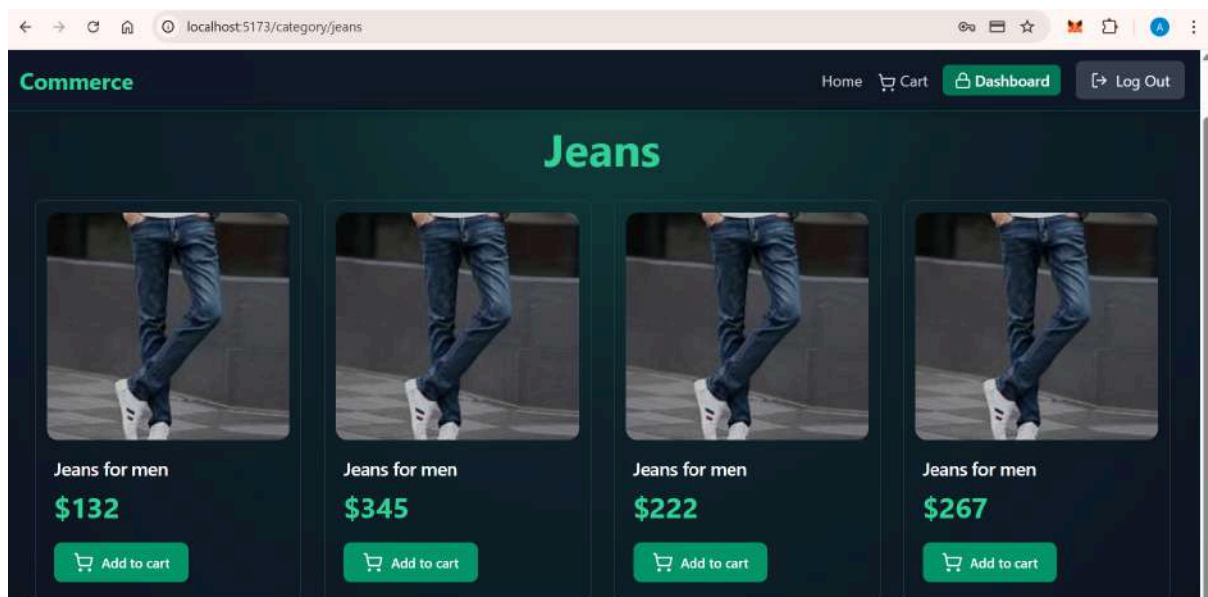 localhost:5173/category/jeans
A
Commerce
Home Cart Dashboard Log Out
Jeans
Jeans for men Jeans for men Jeans for men Jeans for men
$132 $345 $222 $267
Add to cart Add to cart Add to cart Add to cart